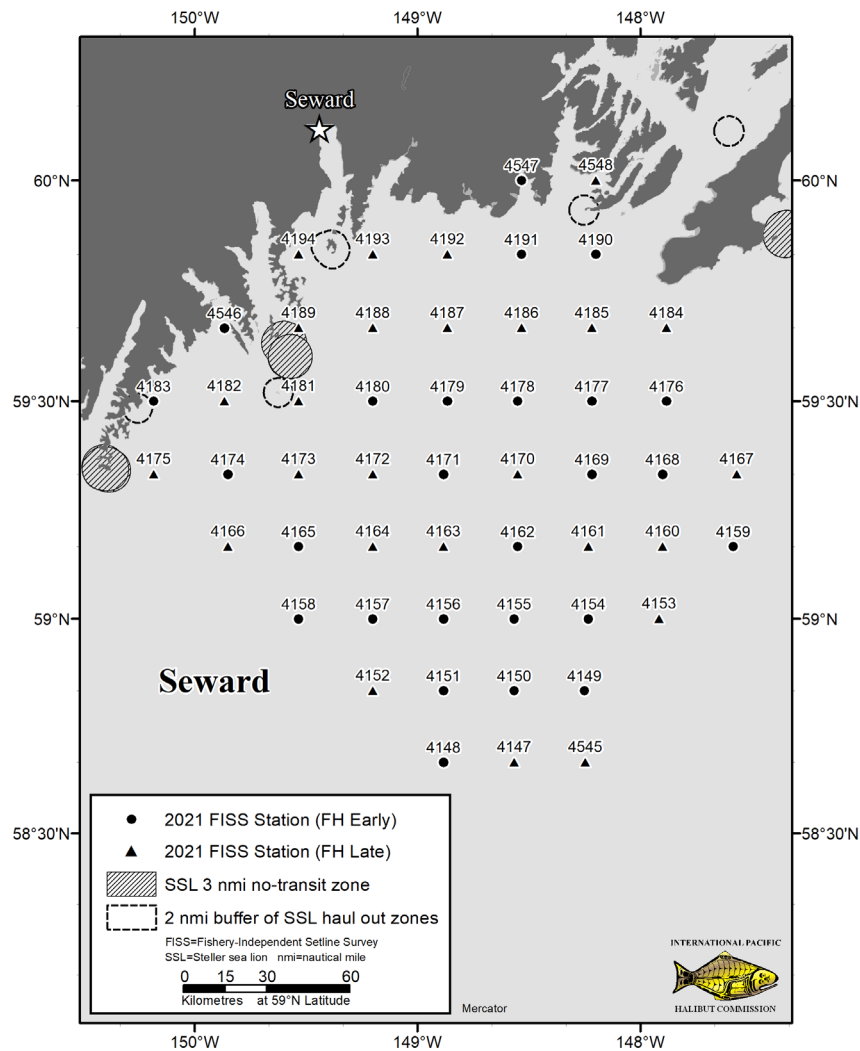 150°W 149°W 148°W
Seward
60°N 60°N
4547 4548
4194 4193 4192 4191 4190
4546 4189 4188 4187 4186 4185 4184
59°30'N 59°30'N
4183 4182 4181 4180 4179 4178 4177 4176
4175 4174 4173 4172 4171 4170 4169 4168 4167
4166 4165 4164 4163 4162 4161 4160 4159
59°N 59°N
4158 4157 4156 4155 4154 4153
Seward
4152 4151 4150 4149
4148 4147 4545
58°30'N 58°30'N
2021 FISS Station (FH Early)
2021 FISS Station (FH Late)
SSL 3 nmi no-transit zone
2 nmi buffer of SSL haul out zones
FISS=Fishery-Independent Setline Survey
SSL=Steller sea lion nmi=nautical mile
0 15 30 60
Kilometres at 59°N Latitude
Mercator
INTERNATIONAL PACIFIC
HALIBUT COMMISSION
150°W 149°W 148°W